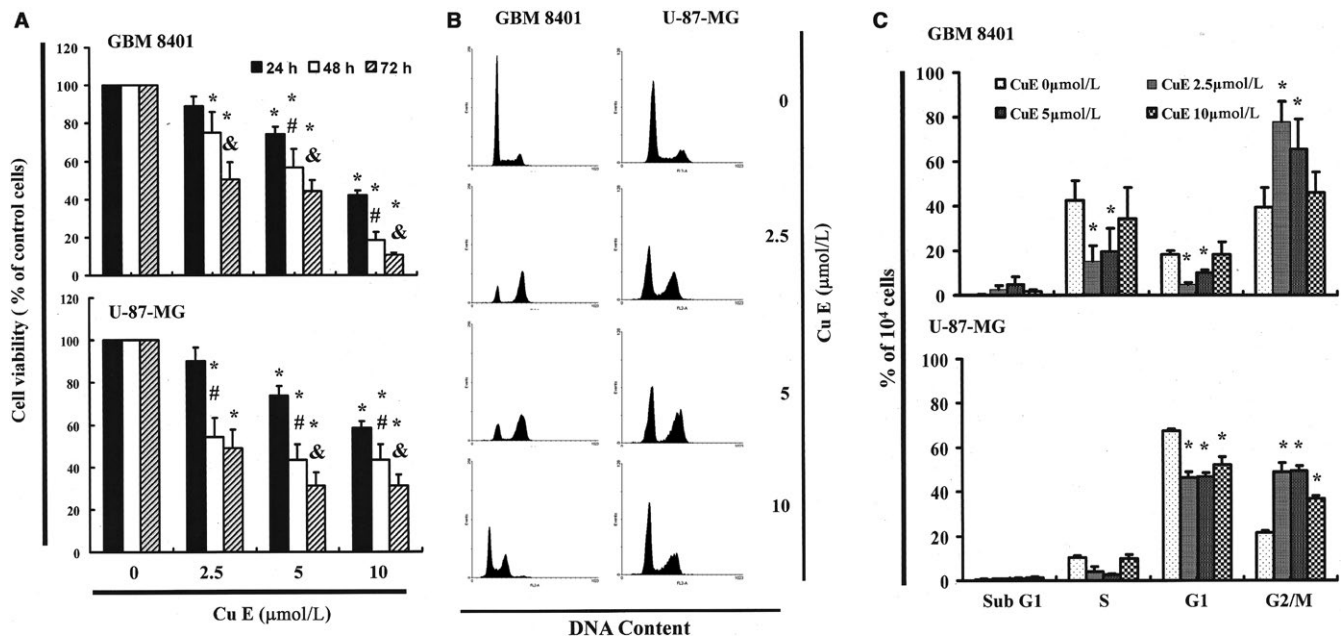 A
GBM 8401
24 h 48 h 72 h
120
100
80
60
40
20
0
* * * * * * * *
& # & # &
U-87-MG
100
80
60
40
20
0
* * * * * * * *
# # & # &
0 2.5 5 10
Cu E (μmol/L)
Cell viability ( % of control cells)
B
GBM 8401 U-87-MG
0
2.5
5
10
Cu E (μmol/L)
DNA Content
C
GBM 8401
CuE 0μmol/L CuE 2.5μmol/L
CuE 5μmol/L CuE 10μmol/L
100
80
60
40
20
0
* * * * * *
U-87-MG
100
80
60
40
20
0
* * * * * *
Sub G1 S G1 G2/M
% of 10⁴ cells